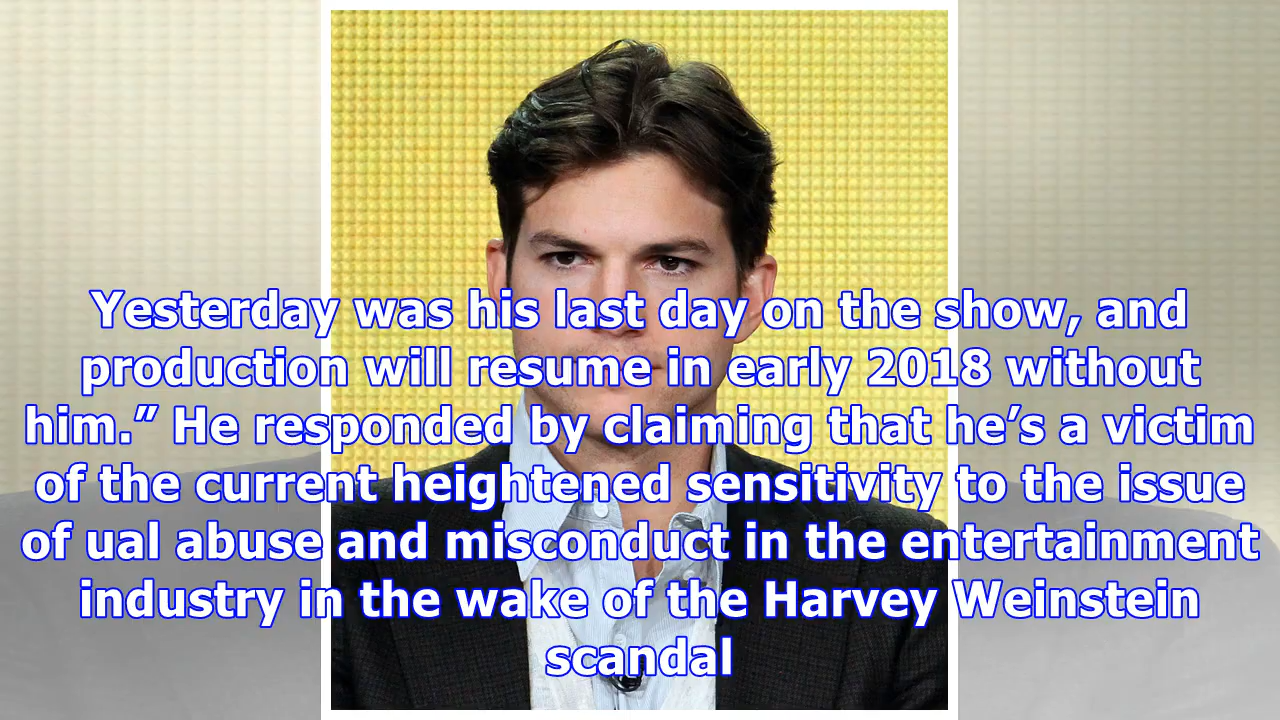 Yesterday was his last day on the show, and
production will resume in early 2018 without
him.” He responded by claiming that he’s a victim
of the current heightened sensitivity to the issue
of ual abuse and misconduct in the entertainment
industry in the wake of the Harvey Weinstein
scandal